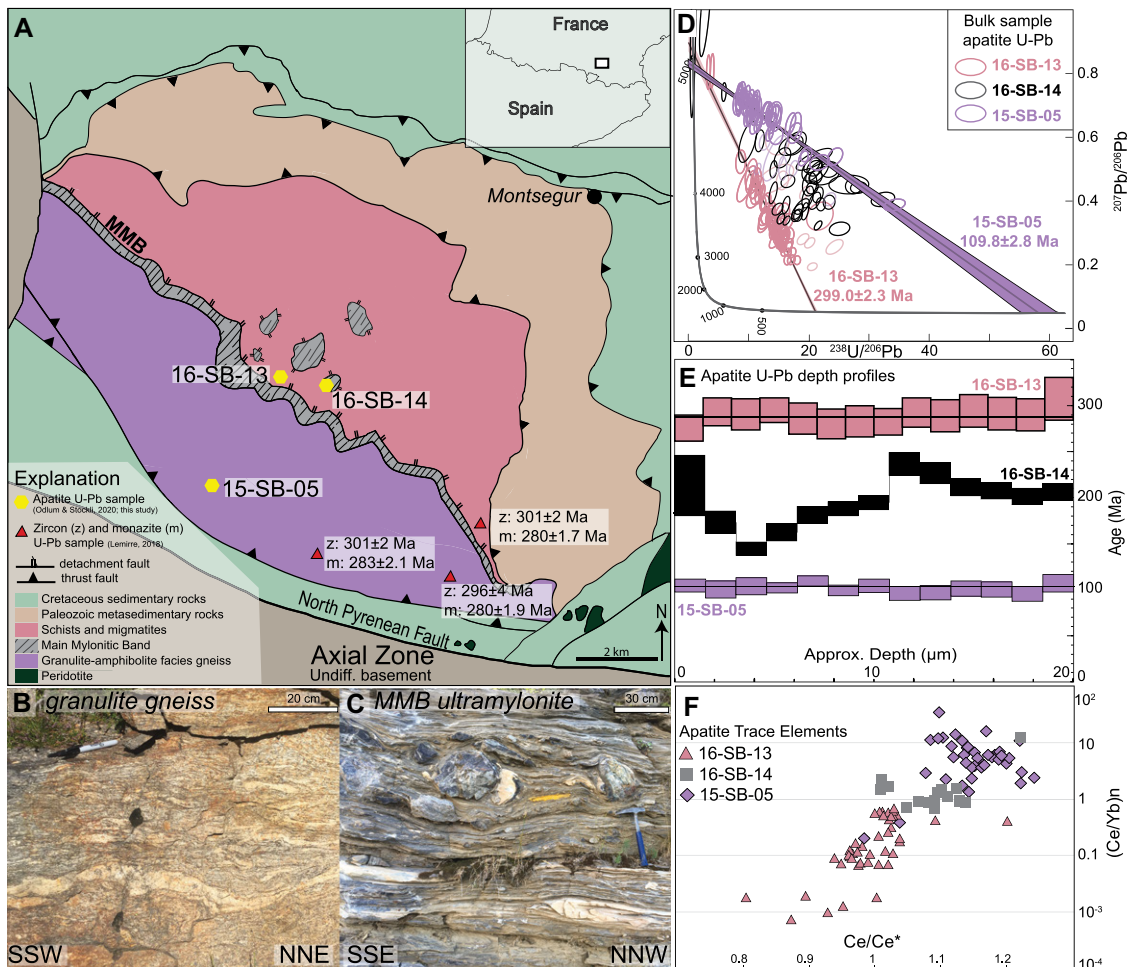 A
France
Spain
Montsegur
MMB
16-SB-13
16-SB-14
15-SB-05
z: 301±2 Ma
m: 280±1.7 Ma
z: 301±2 Ma
m: 283±2.1 Ma
z: 296±4 Ma
m: 280±1.9 Ma
North Pyrenean Fault
Axial Zone
Undiff. basement
N
2 km
Explanation
Apatite U-Pb sample
(Odlum & Stockli, 2020; this study)
Zircon (z) and monazite (m)
U-Pb sample (Lemirre, 2018)
detachment fault
thrust fault
Cretaceous sedimentary rocks
Paleozoic metasedimentary rocks
Schists and migmatites
Main Mylonitic Band
Granulite-amphibolite facies gneiss
Peridotite
B granulite gneiss
20 cm
SSW NNE
C MMB ultramylonite
30 cm
SSE NNW
D
Bulk sample
apatite U-Pb
16-SB-13
16-SB-14
15-SB-05
5000
4000
3000
2000
1000
500
15-SB-05
109.8±2.8 Ma
16-SB-13
299.0±2.3 Ma
0.8
0.6
0.4
0.2
0
207Pb/206Pb
0 20 40 60
238U/206Pb
E Apatite U-Pb depth profiles
16-SB-13
16-SB-14
15-SB-05
300
200
100
0
Age (Ma)
Approx. Depth (µm)
0 10 20
F
Apatite Trace Elements
16-SB-13
16-SB-14
15-SB-05
10²
10
1
0.1
10⁻³
10⁻⁴
(Ce/Yb)n
Ce/Ce*
0.8 0.9 1 1.1 1.2